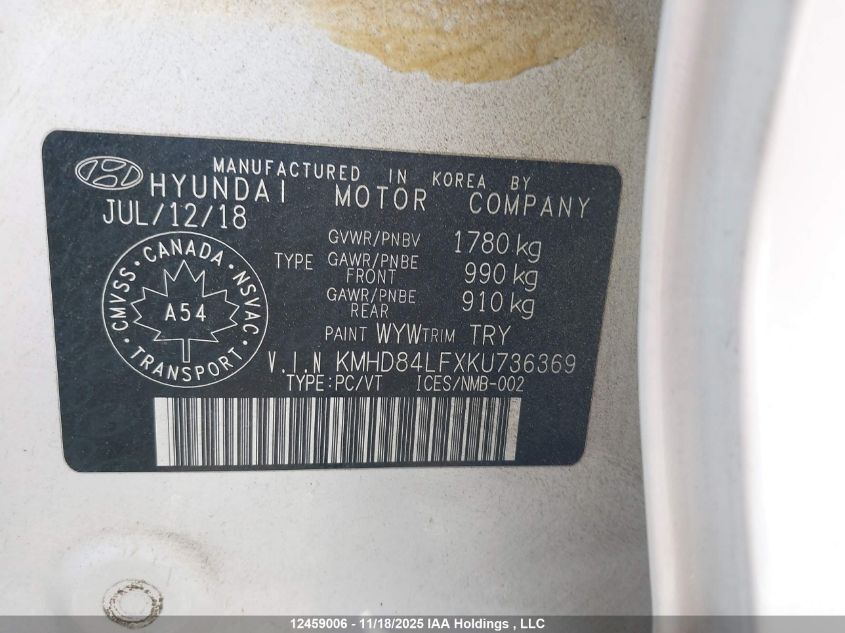 MANUFACTURED IN KOREA BY
HYUNDAI MOTOR COMPANY
JUL/12/18
GVWR/PNBV 1780 kg
TYPE GAWR/PNBE FRONT 990 kg
GAWR/PNBE REAR 910 kg
PAINT WYW TRIM TRY
CANADA
CMVSS · NSVAC
A54
TRANSPORT
V.I.N KMHD84LFXKU736369
TYPE:PC/VT ICES/NMB-002
12459006 - 11/18/2025 IAA Holdings , LLC